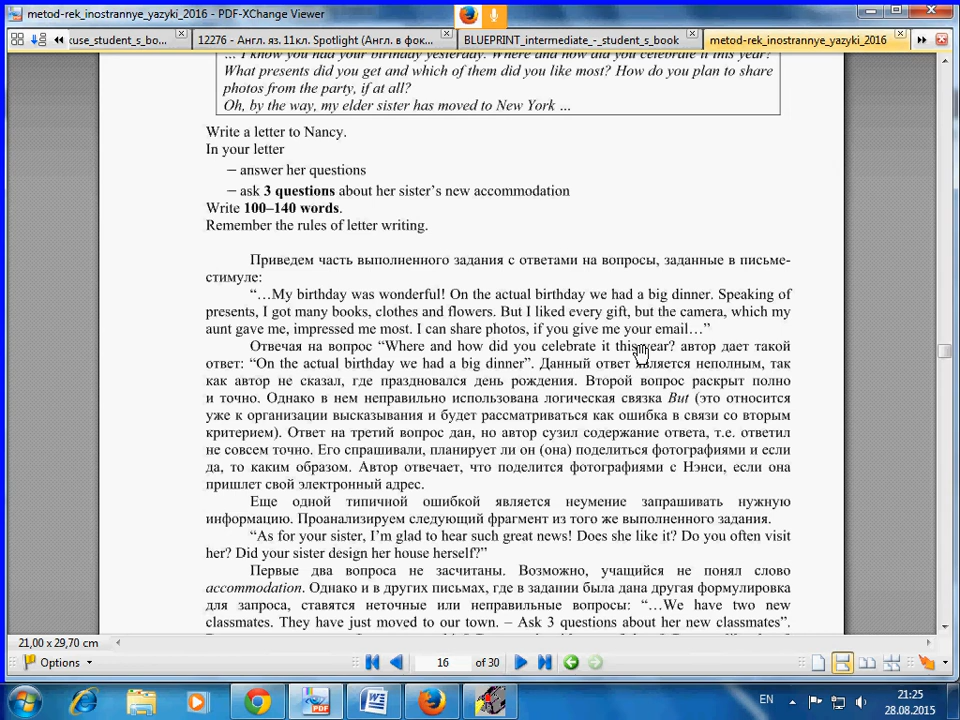 metod-rek_inostrannye_yazyki_2016 - PDF-XChange Viewer
kuse_student_s_bo...
12276 - Англ. яз. 11кл. Spotlight (Англ. в фок...
BLUEPRINT_intermediate_-_student_s_book
metod-rek_inostrannye_yazyki_2016
... I know you had your birthday yesterday. Where and how did you celebrate it this year?
What presents did you get and which of them did you like most? How do you plan to share
photos from the party, if at all?
Oh, by the way, my elder sister has moved to New York ...
Write a letter to Nancy.
In your letter
– answer her questions
– ask 3 questions about her sister’s new accommodation
Write 100–140 words.
Remember the rules of letter writing.
Приведем часть выполненного задания с ответами на вопросы, заданные в письме-
стимуле:
“…My birthday was wonderful! On the actual birthday we had a big dinner. Speaking of
presents, I got many books, clothes and flowers. But I liked every gift, but the camera, which my
aunt gave me, impressed me most. I can share photos, if you give me your email…”
Отвечая на вопрос “Where and how did you celebrate it this year? автор дает такой
ответ: “On the actual birthday we had a big dinner”. Данный ответ является неполным, так
как автор не сказал, где праздновался день рождения. Второй вопрос раскрыт полно
и точно. Однако в нем неправильно использована логическая связка But (это относится
уже к организации высказывания и будет рассматриваться как ошибка в связи со вторым
критерием). Ответ на третий вопрос дан, но автор сузил содержание ответа, т.е. ответил
не совсем точно. Его спрашивали, планирует ли он (она) поделиться фотографиями и если
да, то каким образом. Автор отвечает, что поделится фотографиями с Нэнси, если она
пришлет свой электронный адрес.
Еще одной типичной ошибкой является неумение запрашивать нужную
информацию. Проанализируем следующий фрагмент из того же выполненного задания.
“As for your sister, I’m glad to hear such great news! Does she like it? Do you often visit
her? Did your sister design her house herself?”
Первые два вопроса не засчитаны. Возможно, учащийся не понял слово
accommodation. Однако и в других письмах, где в задании была дана другая формулировка
для запроса, ставятся неточные или неправильные вопросы: “…We have two new
classmates. They have just moved to our town. – Ask 3 questions about her new classmates”.
21,00 x 29,70 cm
Options
16 of 30
EN
21:25
28.08.2015